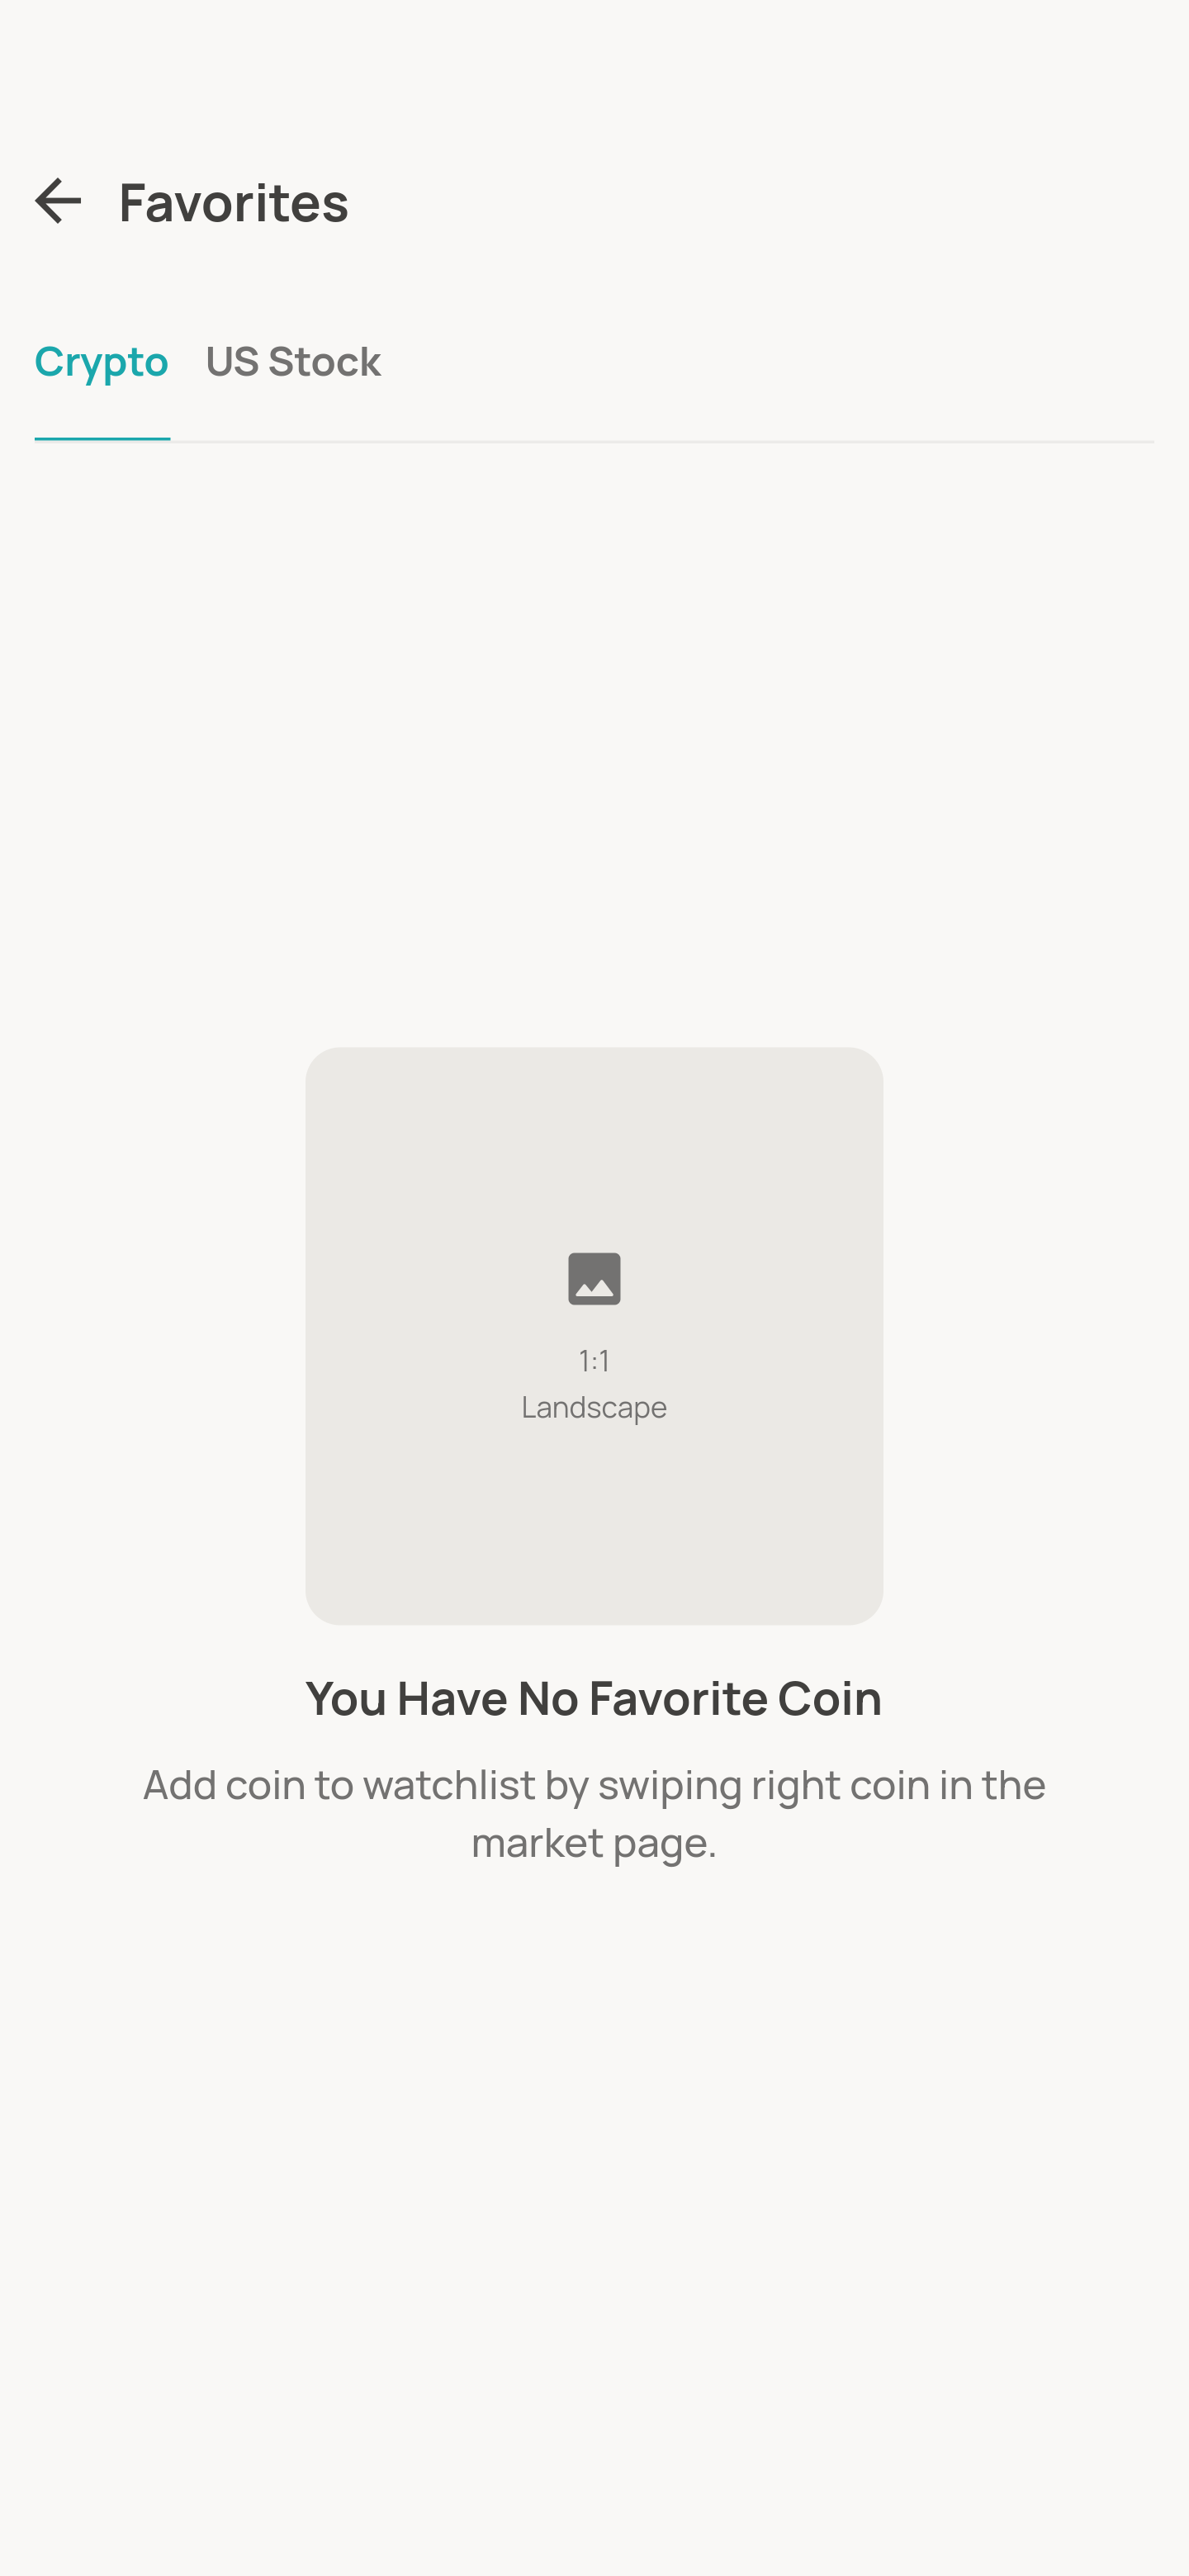 Favorites
Crypto US Stock
1:1
Landscape
You Have No Favorite Coin
Add coin to watchlist by swiping right coin in the
market page.